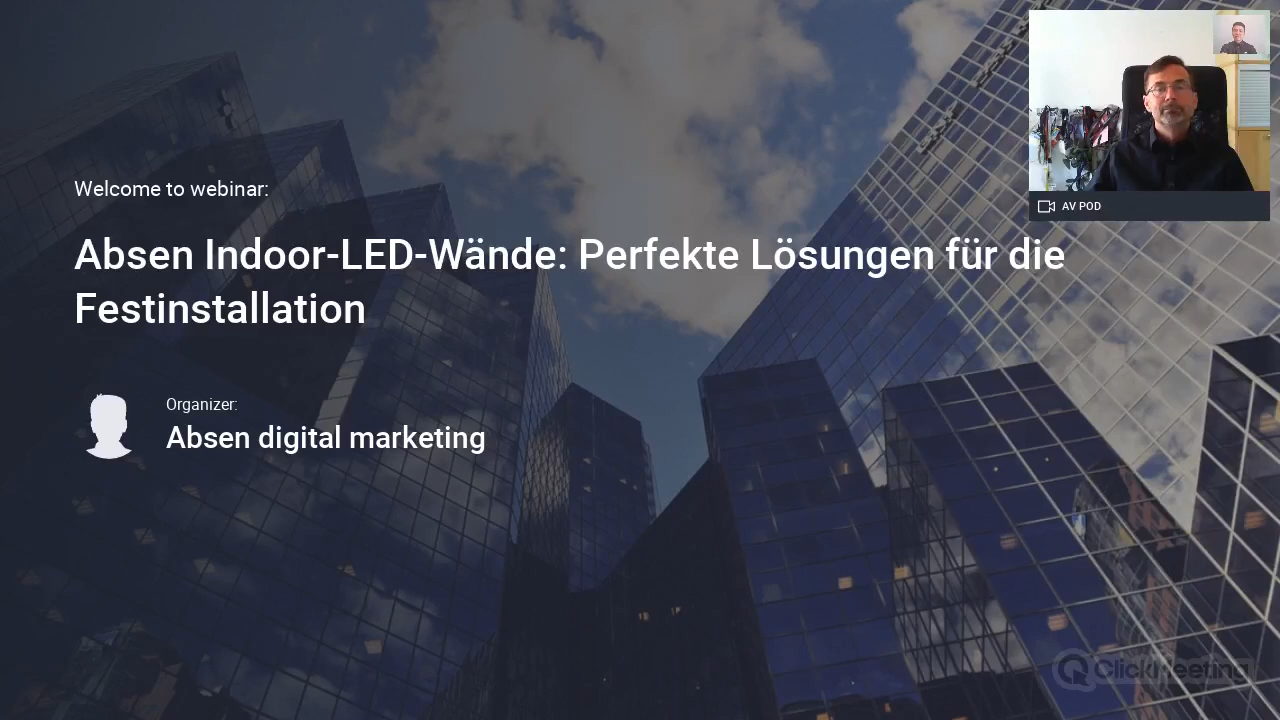 Welcome to webinar:
Absen Indoor-LED-Wände: Perfekte Lösungen für die
Festinstallation
Organizer:
Absen digital marketing
AV POD
ClickMeeting